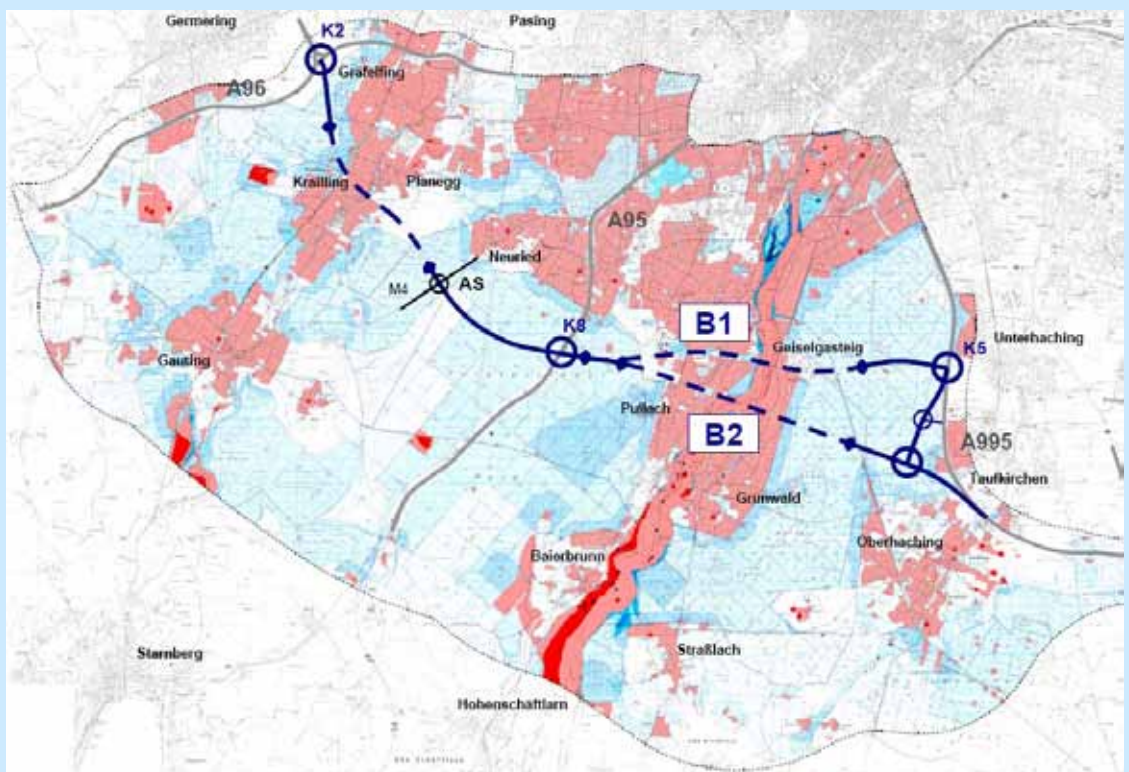 Germering
Pasing
K2
Gräfelfing
A96
Krailling
Planegg
A95
Neuried
M4
AS
K8
B1
Geiselgasteig
K5
Unterhaching
Gauting
Pullach
B2
A995
Taufkirchen
Grünwald
Oberhaching
Baierbrunn
Starnberg
Straßlach
Hohenschäftlarn